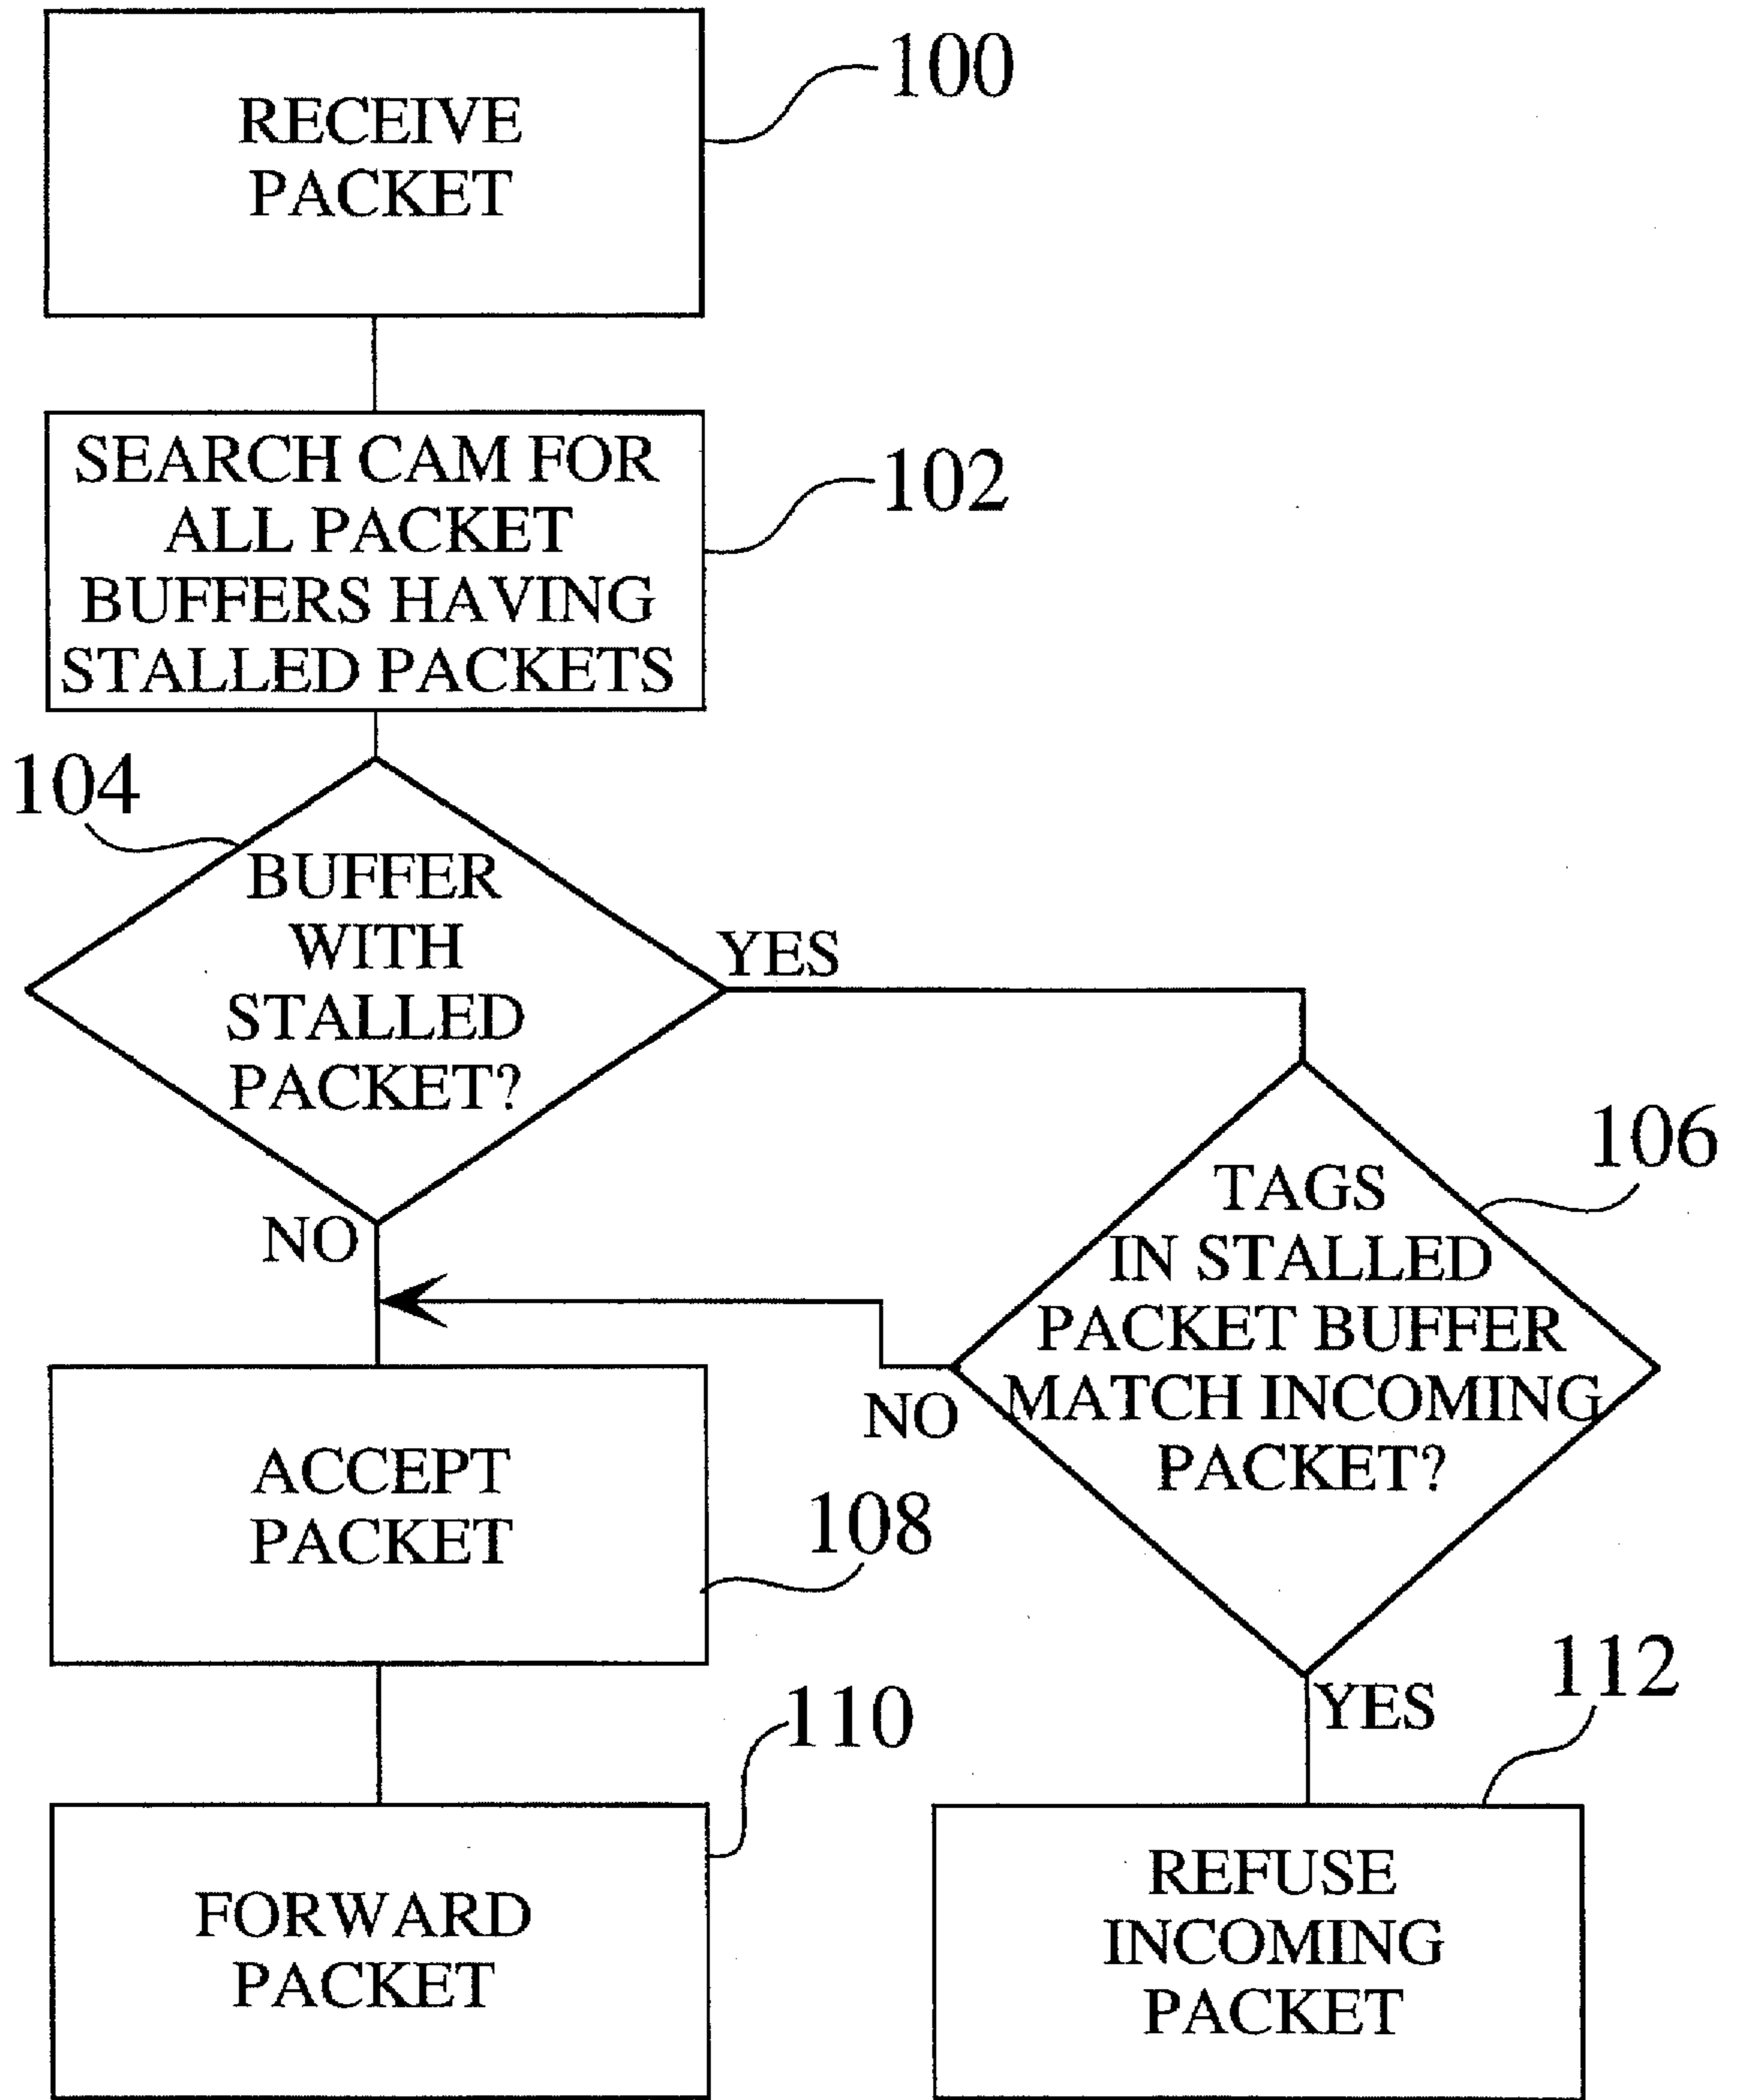 RECEIVE
PACKET
100
SEARCH CAM FOR
ALL PACKET
BUFFERS HAVING
STALLED PACKETS
102
104
BUFFER
WITH
STALLED
PACKET?
YES
NO
106
TAGS
IN STALLED
PACKET BUFFER
MATCH INCOMING
PACKET?
NO
YES
ACCEPT
PACKET
108
110
FORWARD
PACKET
112
REFUSE
INCOMING
PACKET